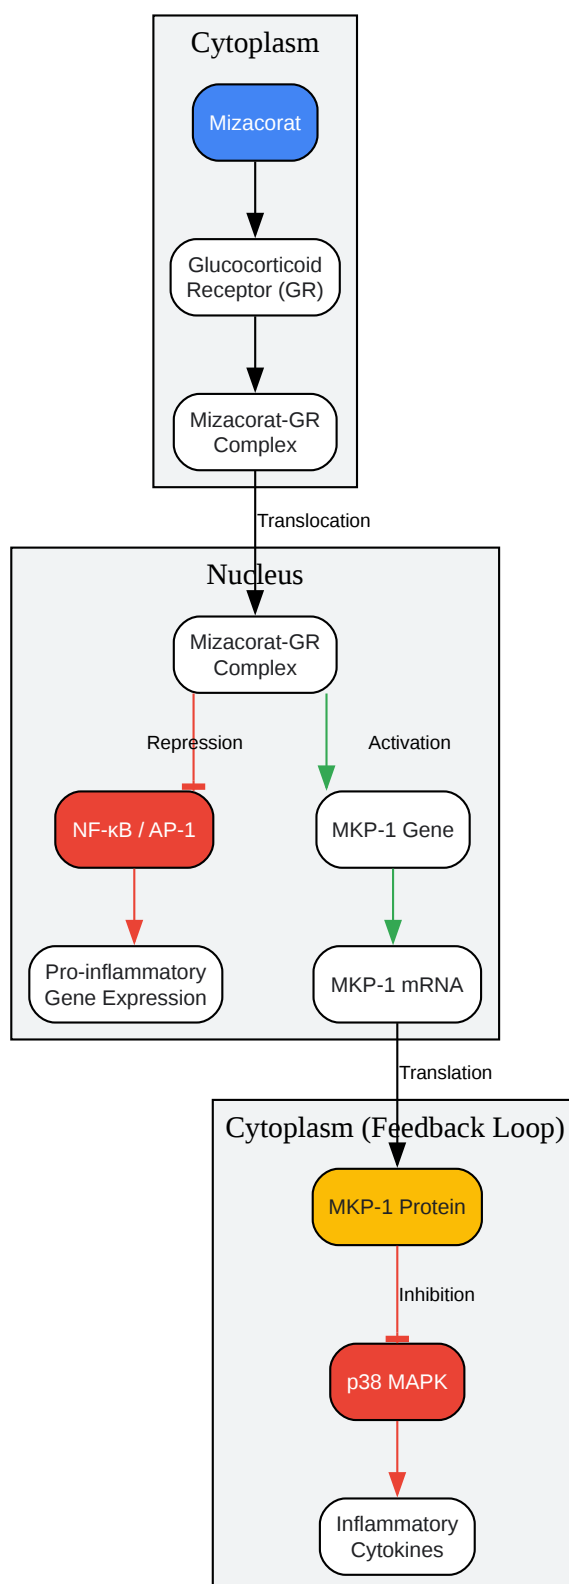 Cytoplasm
Mizacorat
Glucocorticoid
Receptor (GR)
Mizacorat-GR
Complex
Translocation
Nucleus
Mizacorat-GR
Complex
Repression
Activation
NF-κB / AP-1
MKP-1 Gene
Pro-inflammatory
Gene Expression
MKP-1 mRNA
Translation
Cytoplasm (Feedback Loop)
MKP-1 Protein
Inhibition
p38 MAPK
Inflammatory
Cytokines